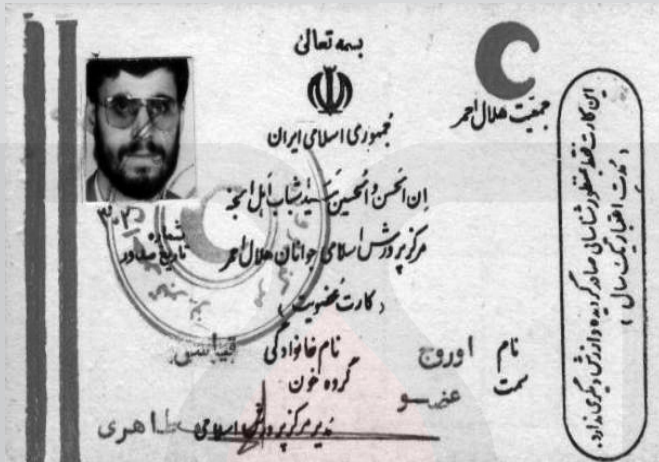 بسمه تعالی
جمعیت هلال احمر
جمهوری اسلامی ایران
ان الحسن و الحسین سیدا شباب اهل الجنة
مرکز پرورش اسلامی جوانان هلال احمر
شماره
تاریخ صدور
(کارت عضویت)
نام اوروج
نام خانوادگی
سمت عضو
گروه خون
مدیر مرکز پرورش اسلامی طاهری
این کارت فقط بمنظور شناسائی صادر گردیده و ارزش دیگری ندارد.
(مدت اعتبار یک سال)